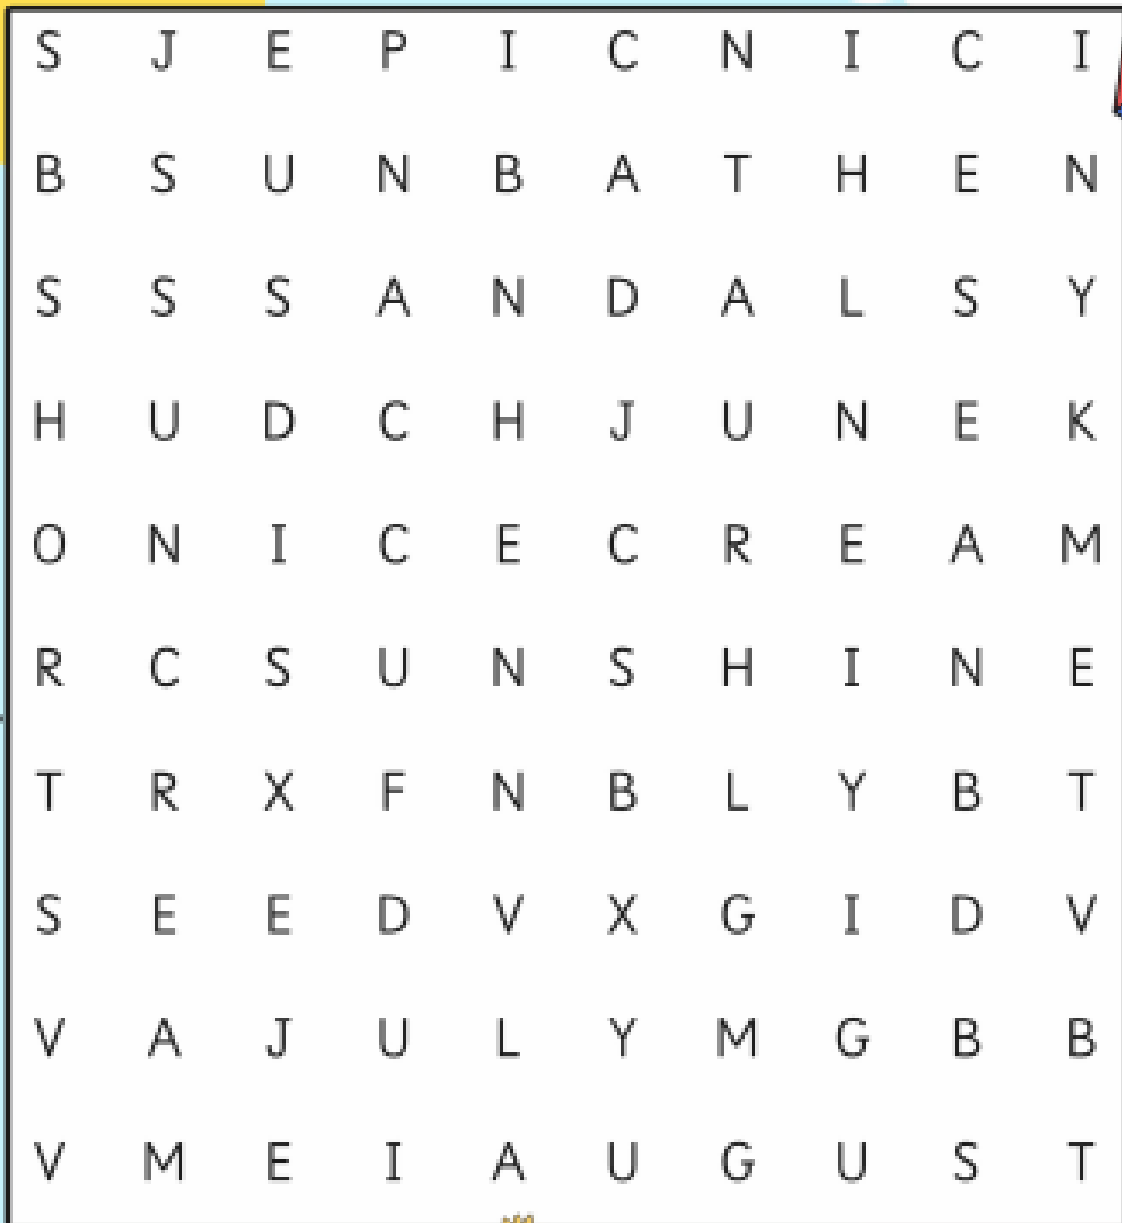 S J E P I C N I C I
B S U N B A T H E N
S S S A N D A L S Y
H U D C H J U N E K
O N I C E C R E A M
R C S U N S H I N E
T R X F N B L Y B T
S E E D V X G I D V
V A J U L Y M G B B
V M E I A U G U S T